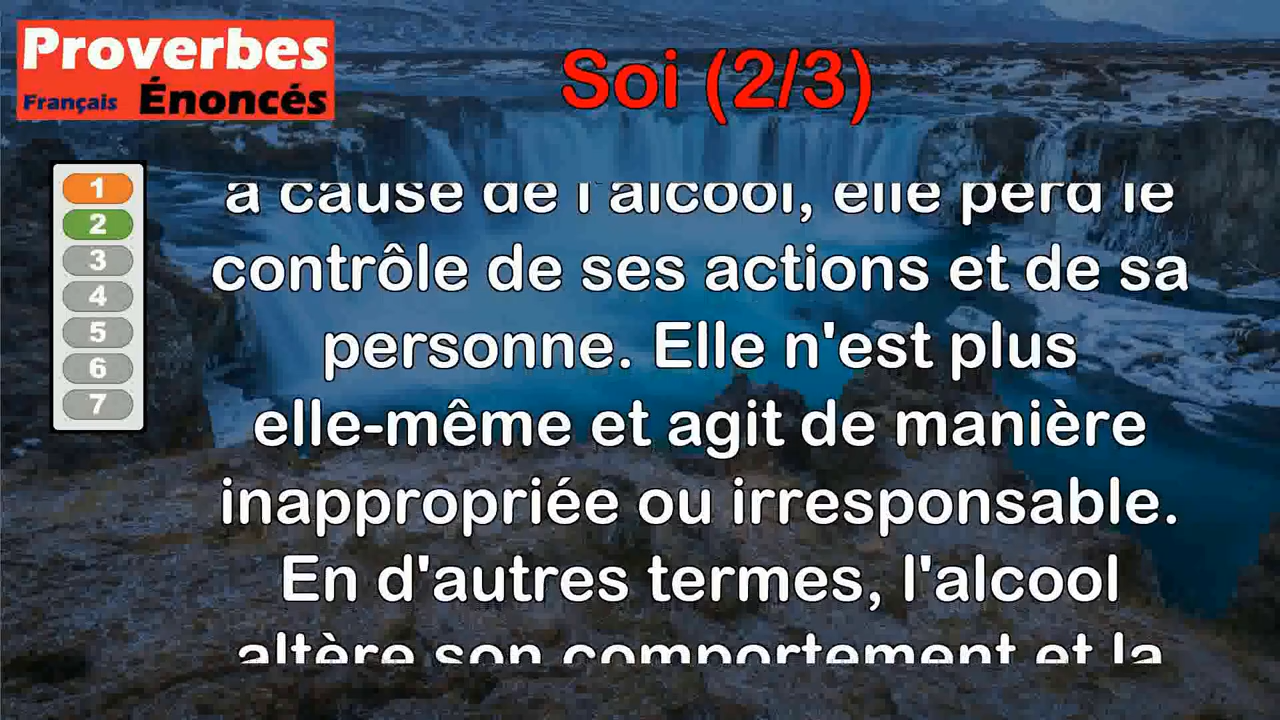 Proverbes
Français Énoncés
Soi (2/3)
1
2
3
4
5
6
7
à cause de l'alcool, elle perd le
contrôle de ses actions et de sa
personne. Elle n'est plus
elle-même et agit de manière
inappropriée ou irresponsable.
En d'autres termes, l'alcool
altère son comportement et la